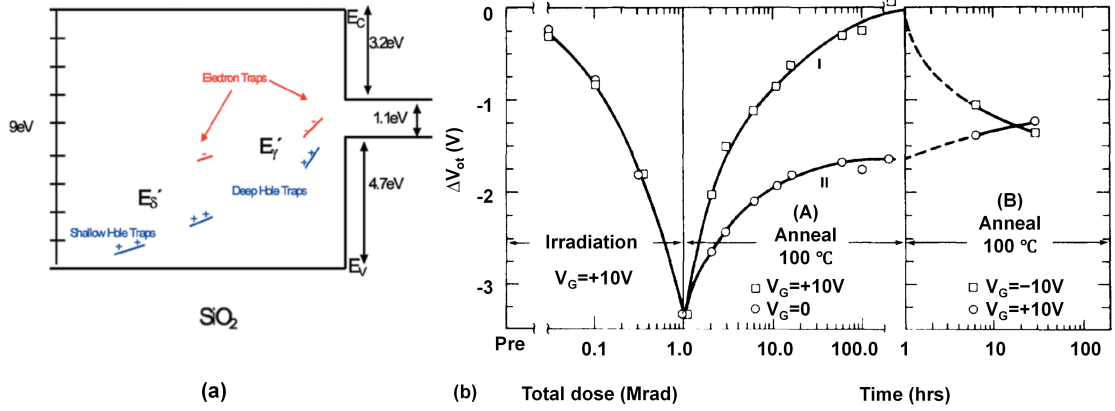 E_C
3.2eV
Electron Traps
1.1eV
9eV
E_γ´
4.7eV
Deep Hole Traps
E_δ´
Shallow Hole Traps
E_V
SiO₂
(a)
0
-1
-2
-3
ΔV_ot (V)
I
II
Irradiation
V_G=+10V
(A)
Anneal
100 ℃
V_G=+10V
V_G=0
(B)
Anneal
100 ℃
V_G=−10V
V_G=+10V
Pre 0.1 1.0 10.0 100.0 1 10 100
(b) Total dose (Mrad) Time (hrs)